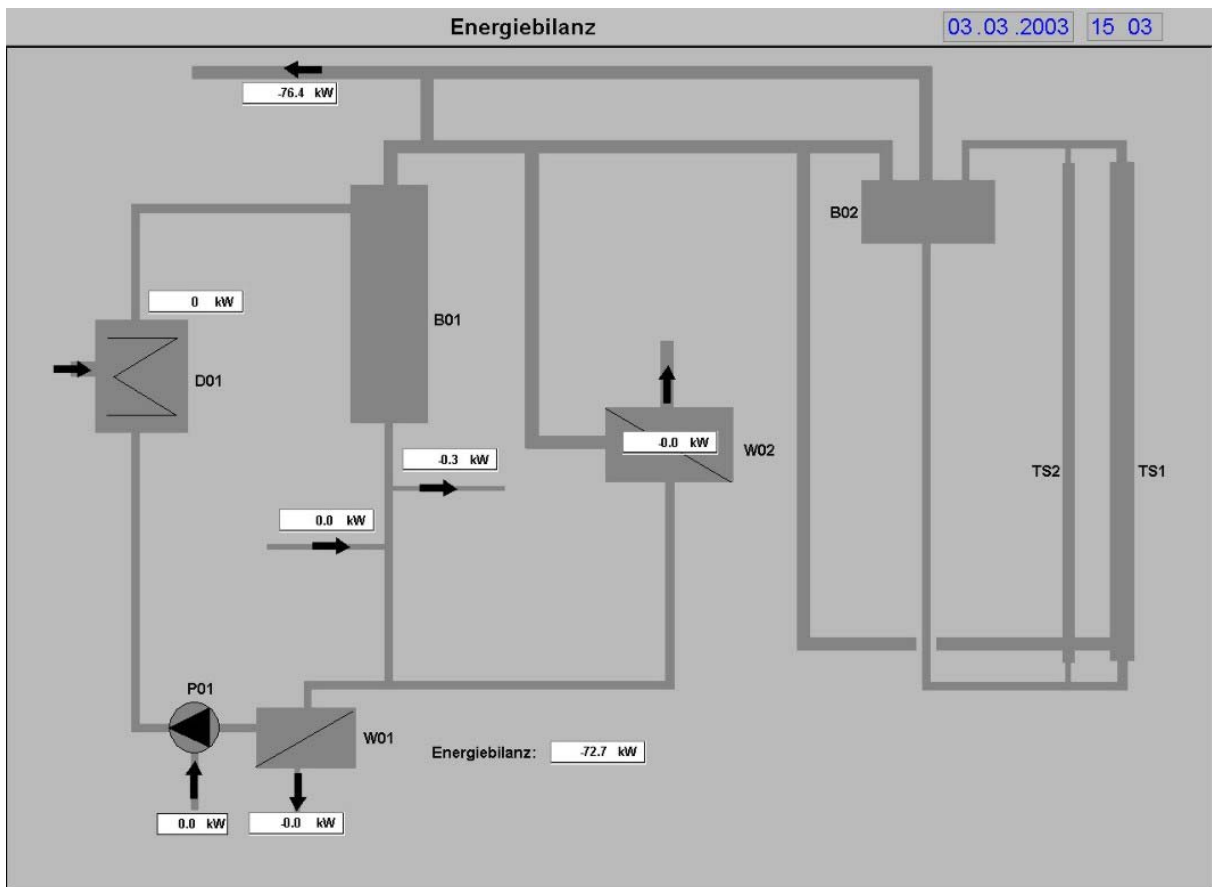 Energiebilanz 03.03.2003 15 03
-76.4 kW
B02
0 kW
B01
D01
-0.0 kW
W02
-0.3 kW
TS2 TS1
0.0 kW
P01
W01
Energiebilanz: -72.7 kW
0.0 kW -0.0 kW